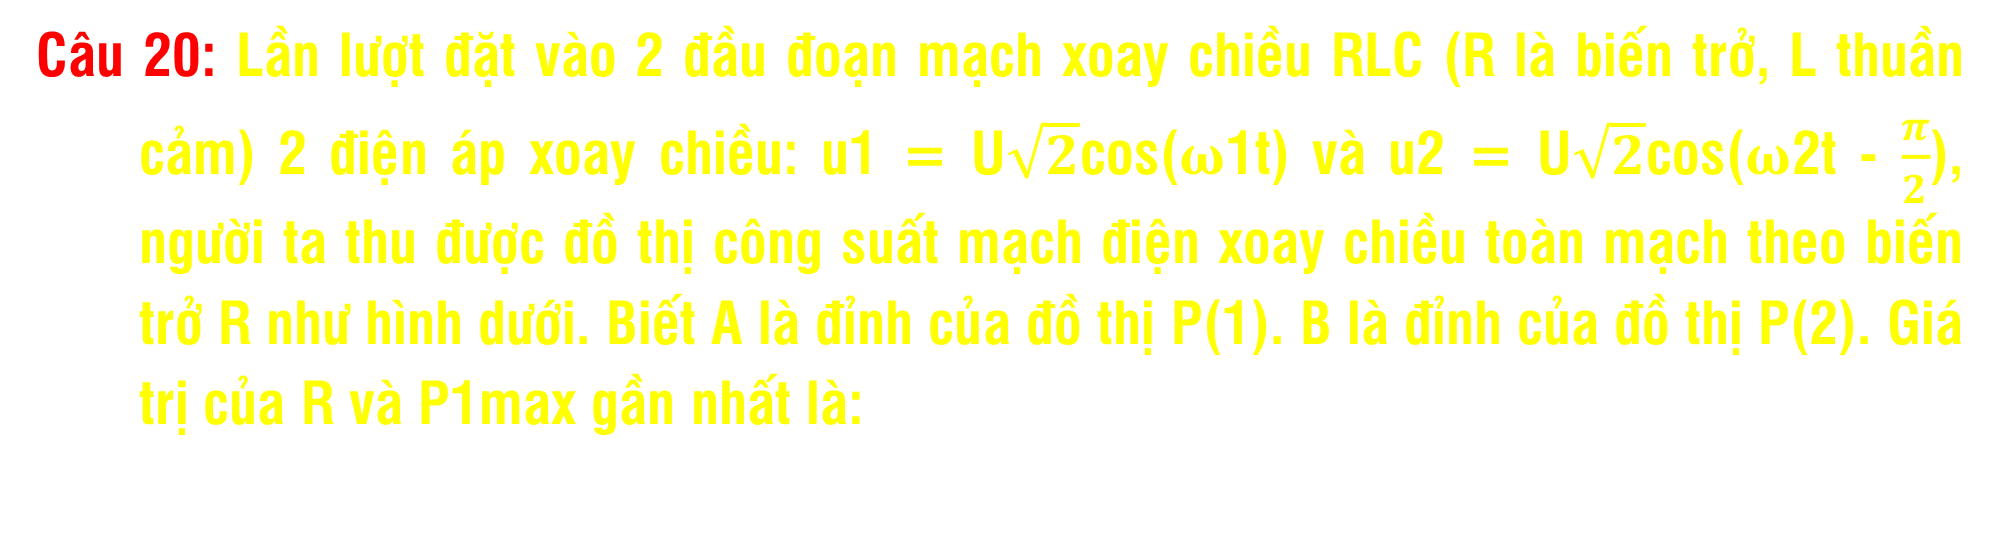 Câu 20: Lần lượt đặt vào 2 đầu đoạn mạch xoay chiều RLC (R là biến trở, L thuần
cảm) 2 điện áp xoay chiều: u1 = U√2cos(ω1t) và u2 = U√2cos(ω2t - π/2),
người ta thu được đồ thị công suất mạch điện xoay chiều toàn mạch theo biến
trở R như hình dưới. Biết A là đỉnh của đồ thị P(1). B là đỉnh của đồ thị P(2). Giá
trị của R và P1max gần nhất là: